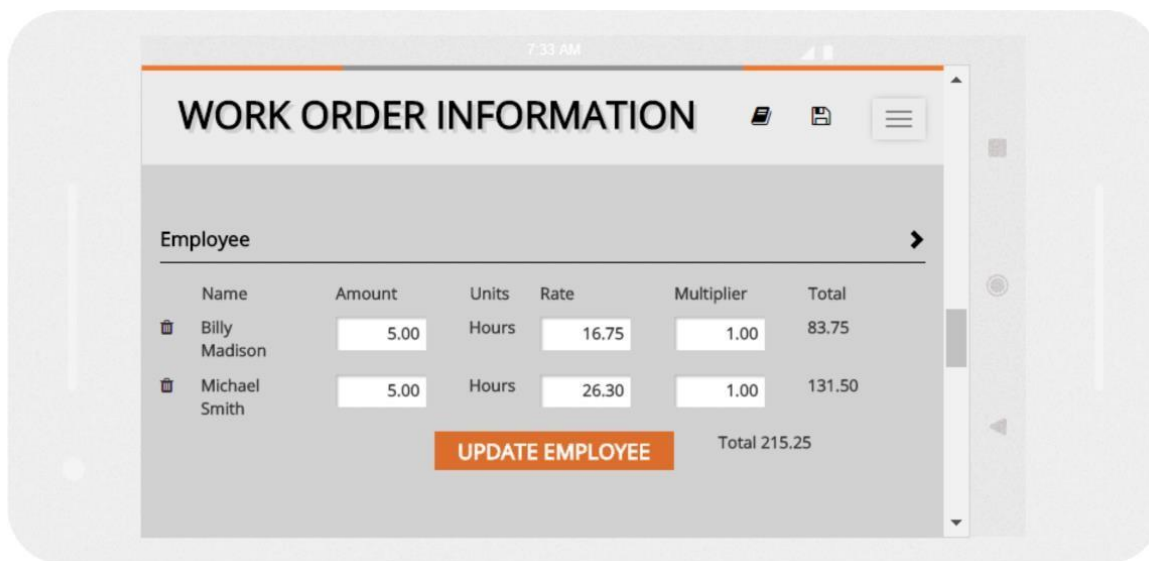 7:33 AM
WORK ORDER INFORMATION
Employee
Name Amount Units Rate Multiplier Total
Billy Madison 5.00 Hours 16.75 1.00 83.75
Michael Smith 5.00 Hours 26.30 1.00 131.50
UPDATE EMPLOYEE Total 215.25